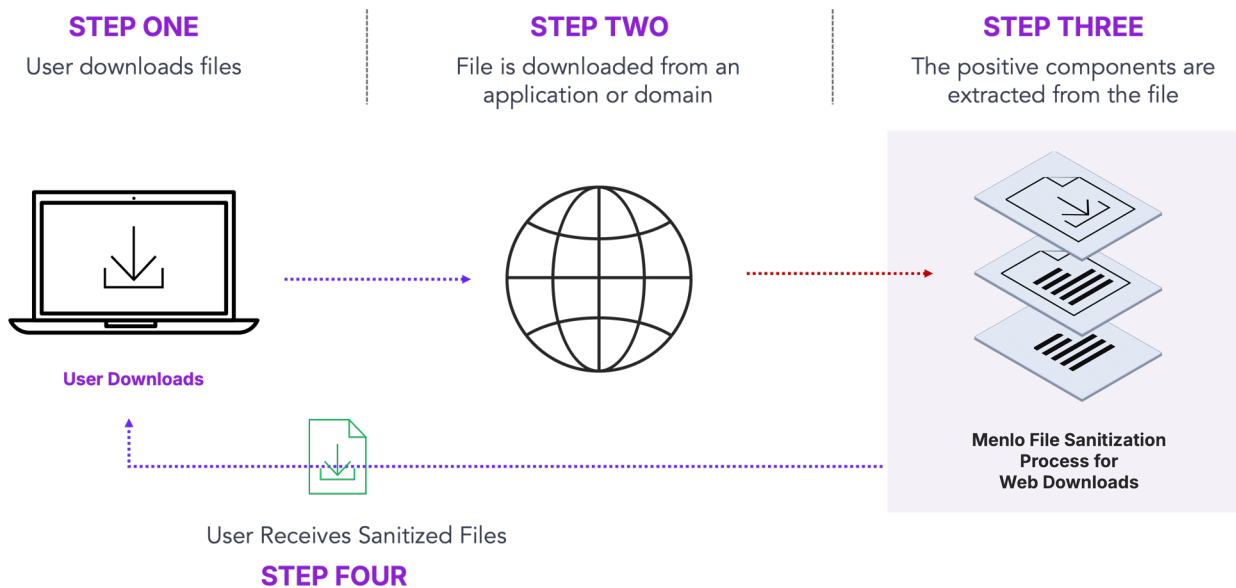 STEP ONE
User downloads files
STEP TWO
File is downloaded from an
application or domain
STEP THREE
The positive components are
extracted from the file
User Downloads
Menlo File Sanitization
Process for
Web Downloads
User Receives Sanitized Files
STEP FOUR